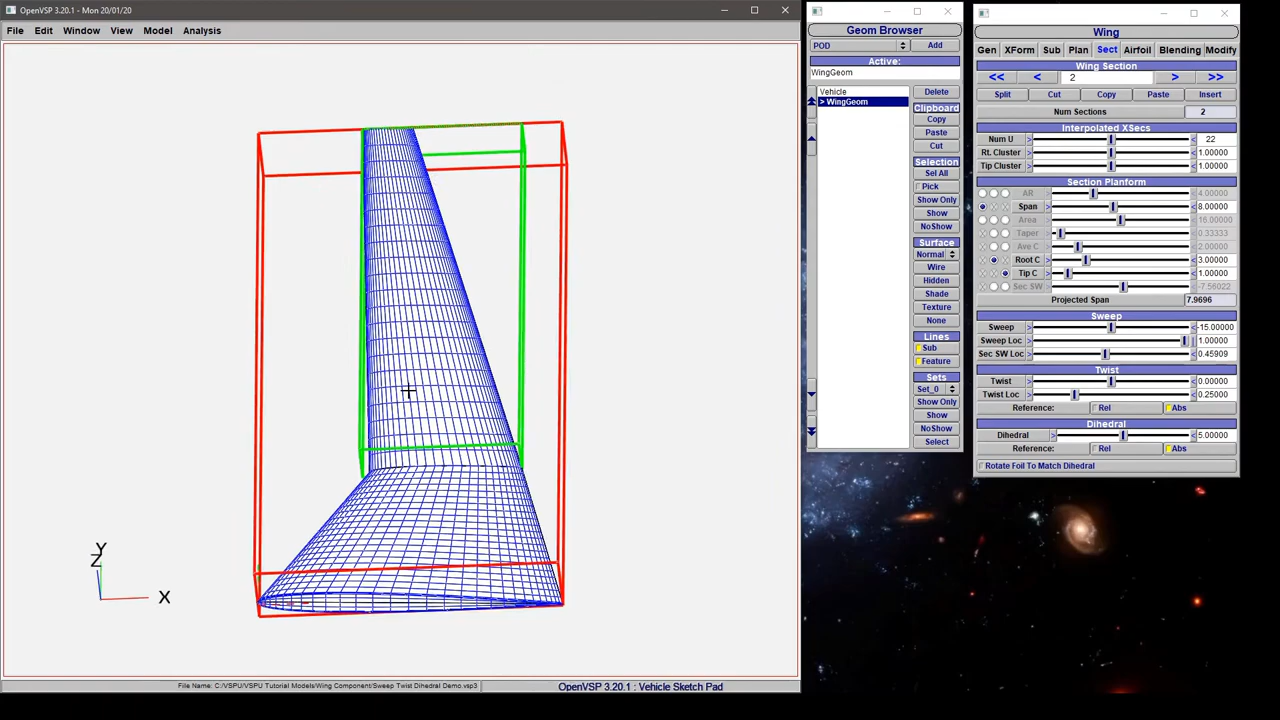 OpenVSP 3.20.1 - Mon 20/01/20
File Edit Window View Model Analysis
Y
Z
X
File Name: C:/VSPU/VSPU Tutorial Models/Wing Component/Sweep Twist Dihedral Demo.vsp3
OpenVSP 3.20.1 : Vehicle Sketch Pad
Geom Browser
POD Add
Active:
WingGeom
Vehicle
> WingGeom
Delete
Clipboard
Copy
Paste
Cut
Selection
Sel All
Pick
Show Only
Show
NoShow
Surface
Normal
Wire
Hidden
Shade
Texture
None
Lines
Sub
Feature
Sets
Set_0
Show Only
Show
NoShow
Select
Wing
Gen XForm Sub Plan Sect Airfoil Blending Modify
Wing Section
<< < 2 > >>
Split Cut Copy Paste Insert
Num Sections 2
Interpolated XSecs
Num U > < 22
Rt. Cluster > < 1.00000
Tip Cluster > < 1.00000
Section Planform
AR > < 4.00000
Span > < 8.00000
Area > < 16.00000
Taper > < 0.33333
Ave C > < 2.00000
Root C > < 3.00000
Tip C > < 1.00000
Sec SW > < -7.56022
Projected Span 7.9696
Sweep
Sweep > < -15.00000
Sweep Loc > | 1.00000
Sec SW Loc > < 0.45909
Twist
Twist > < 0.00000
Twist Loc > < 0.25000
Reference: Rel Abs
Dihedral
Dihedral > < 5.00000
Reference: Rel Abs
Rotate Foil To Match Dihedral